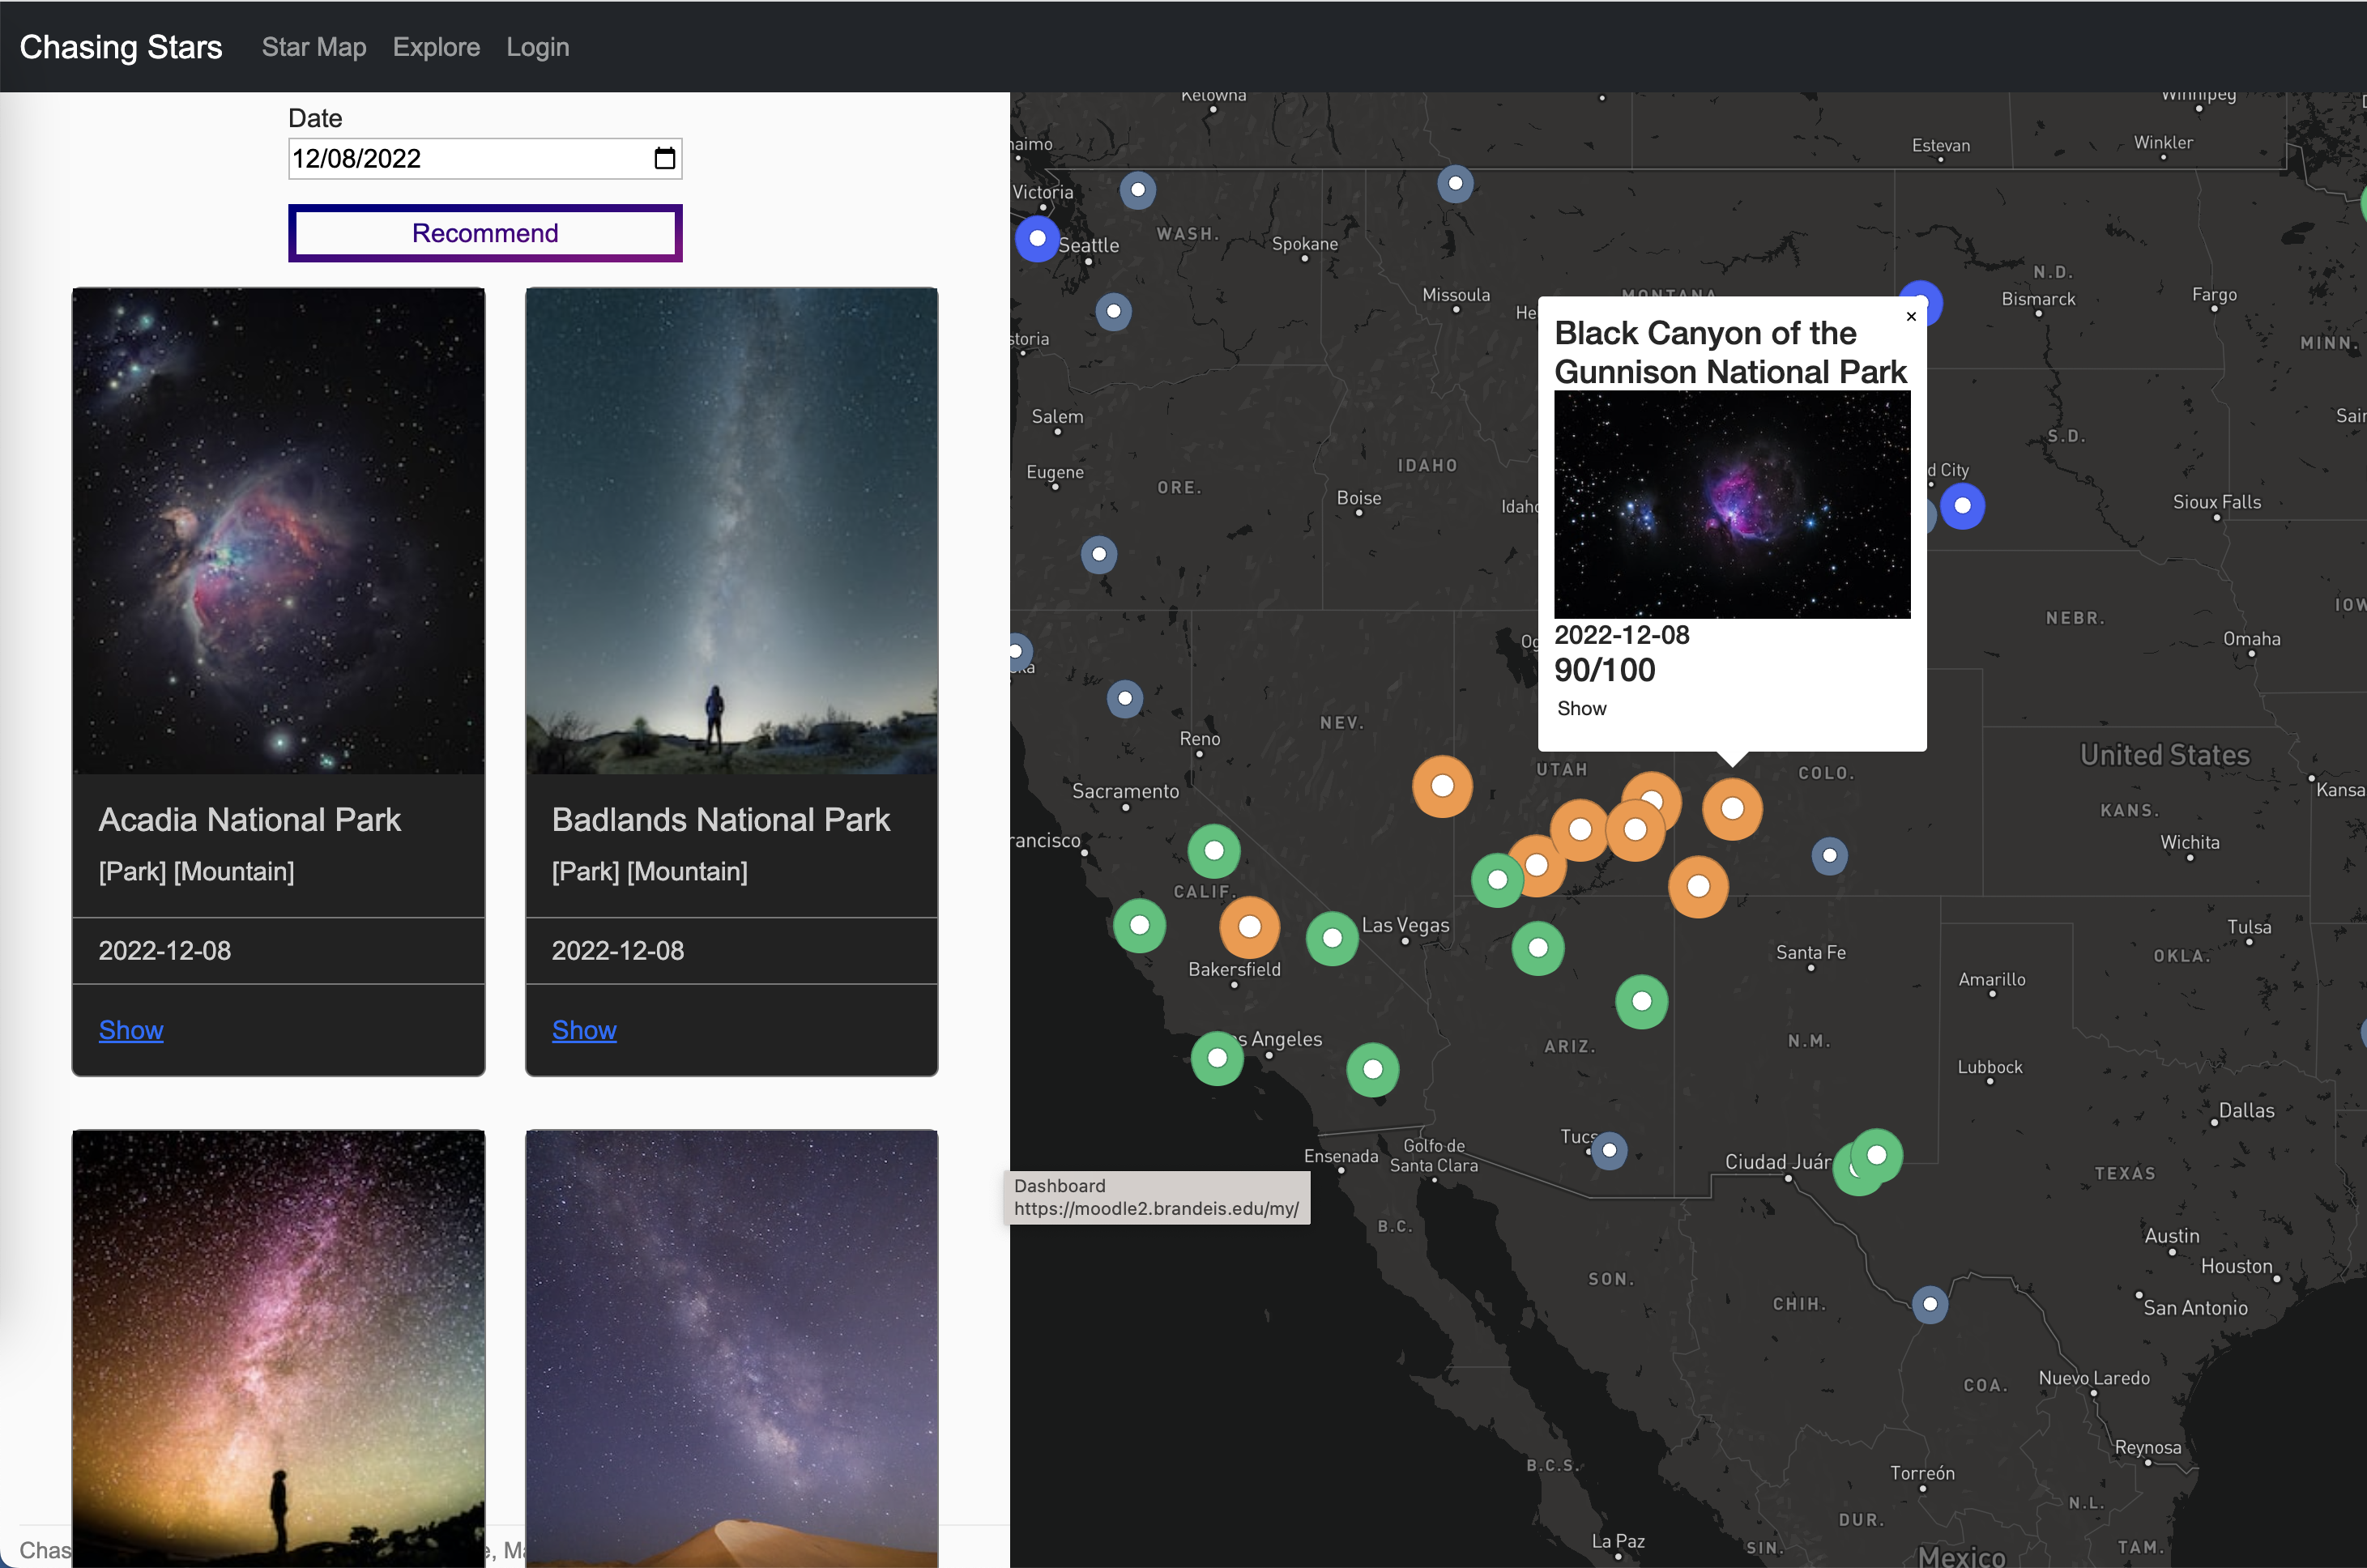 Chasing Stars Star Map Explore Login
Date
12/08/2022
Recommend
Acadia National Park
[Park] [Mountain]
2022-12-08
Show
Badlands National Park
[Park] [Mountain]
2022-12-08
Show
Chas
e, Ma
Kelowna
Winnipeg
naimo
Estevan
Winkler
Victoria
WASH.
Seattle
Spokane
N.D.
Missoula
MONTANA
He
Bismarck
Fargo
storia
MINN.
Black Canyon of the
Gunnison National Park
2022-12-08
90/100
Show
×
Salem
Sain
S.D.
IDAHO
Eugene
ORE.
d City
Boise
Idaho
Sioux Falls
IOW
NEBR.
Omaha
Og
ka
NEV.
Reno
United States
UTAH
COLO.
Sacramento
Kansa
KANS.
rancisco
Wichita
CALIF.
Las Vegas
Tulsa
Santa Fe
OKLA.
Bakersfield
Amarillo
os Angeles
ARIZ.
N.M.
Lubbock
Dallas
Tucs
Ensenada
Golfo de
Santa Clara
Ciudad Juár
TEXAS
Dashboard
https://moodle2.brandeis.edu/my/
B.C.
Austin
Houston
SON.
CHIH.
San Antonio
COA.
Nuevo Laredo
Reynosa
B.C.S.
Torreón
N.L.
DUR.
La Paz
SIN.
Mexico
TAM.